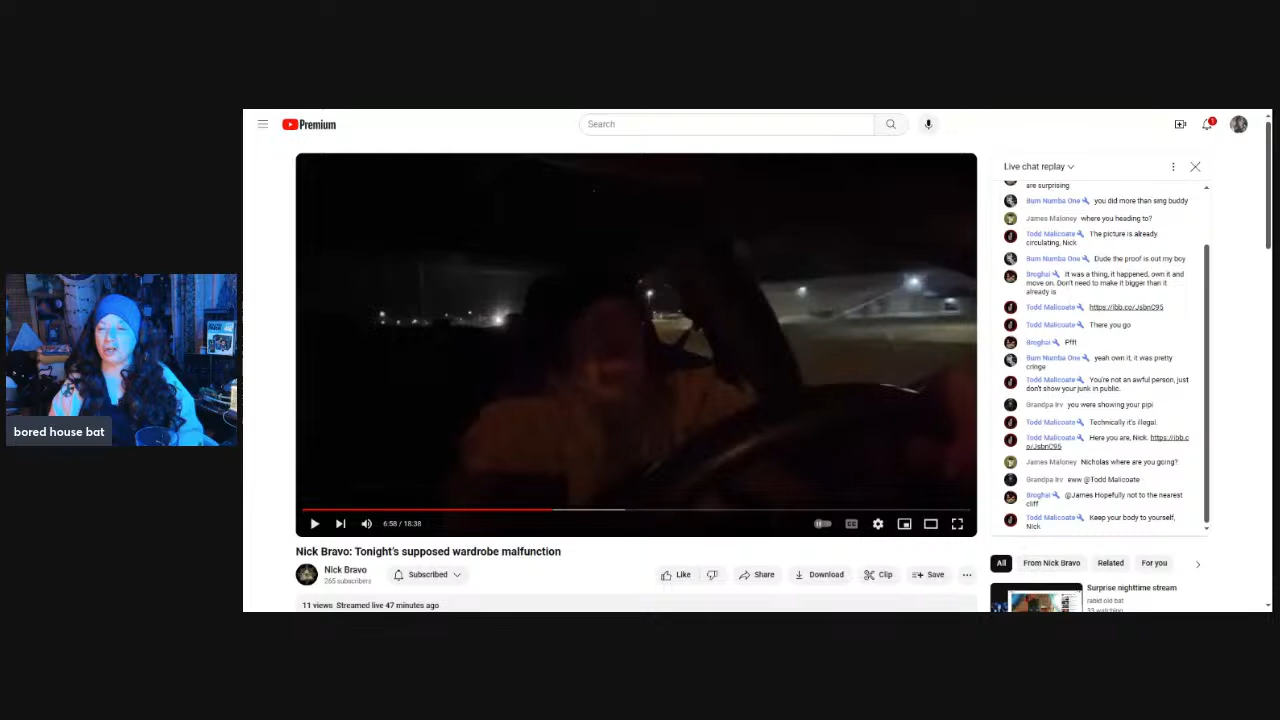 Premium
Search
1
Live chat replay
are surprising
Bum Numba One you did more than sing buddy
James Maloney where you heading to?
Todd Malicoate The picture is already
circulating, Nick
Bum Numba One Dude the proof is out my boy
Broghal It was a thing, it happened, own it and
move on. Don't need to make it bigger than it
already is
Todd Malicoate https://ibb.co/JsbnC95
Todd Malicoate There you go
Broghal Pfft
Bum Numba One yeah own it, it was pretty
cringe
Todd Malicoate You're not an awful person, just
don't show your junk in public.
Grandpa Irv you were showing your pipi
Todd Malicoate Technically it's illegal.
Todd Malicoate Here you are, Nick. https://ibb.c
o/JsbnC95
James Maloney Nicholas where are you going?
Grandpa Irv eww @Todd Malicoate
Broghal @James Hopefully not to the nearest
cliff
Todd Malicoate Keep your body to yourself,
Nick
bored house bat
6:58 / 18:38
CC
Nick Bravo: Tonight's supposed wardrobe malfunction
Nick Bravo
265 subscribers
Subscribed
Like
Share
Download
Clip
Save
11 views Streamed live 47 minutes ago
All
From Nick Bravo
Related
For you
Surprise nighttime stream
rabid old bat
33 watching